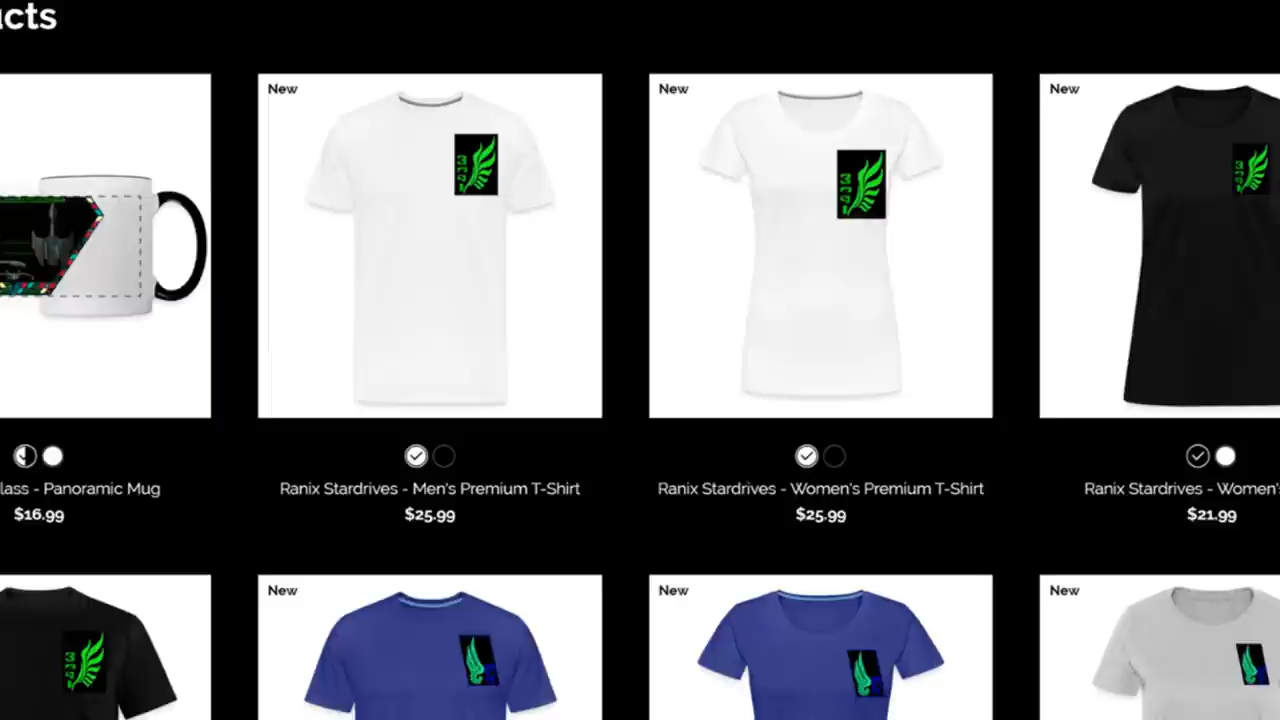 ucts
New
New
New
lass - Panoramic Mug
$16.99
Ranix Stardrives - Men's Premium T-Shirt
$25.99
Ranix Stardrives - Women's Premium T-Shirt
$25.99
Ranix Stardrives - Women's
$21.99
New
New
New